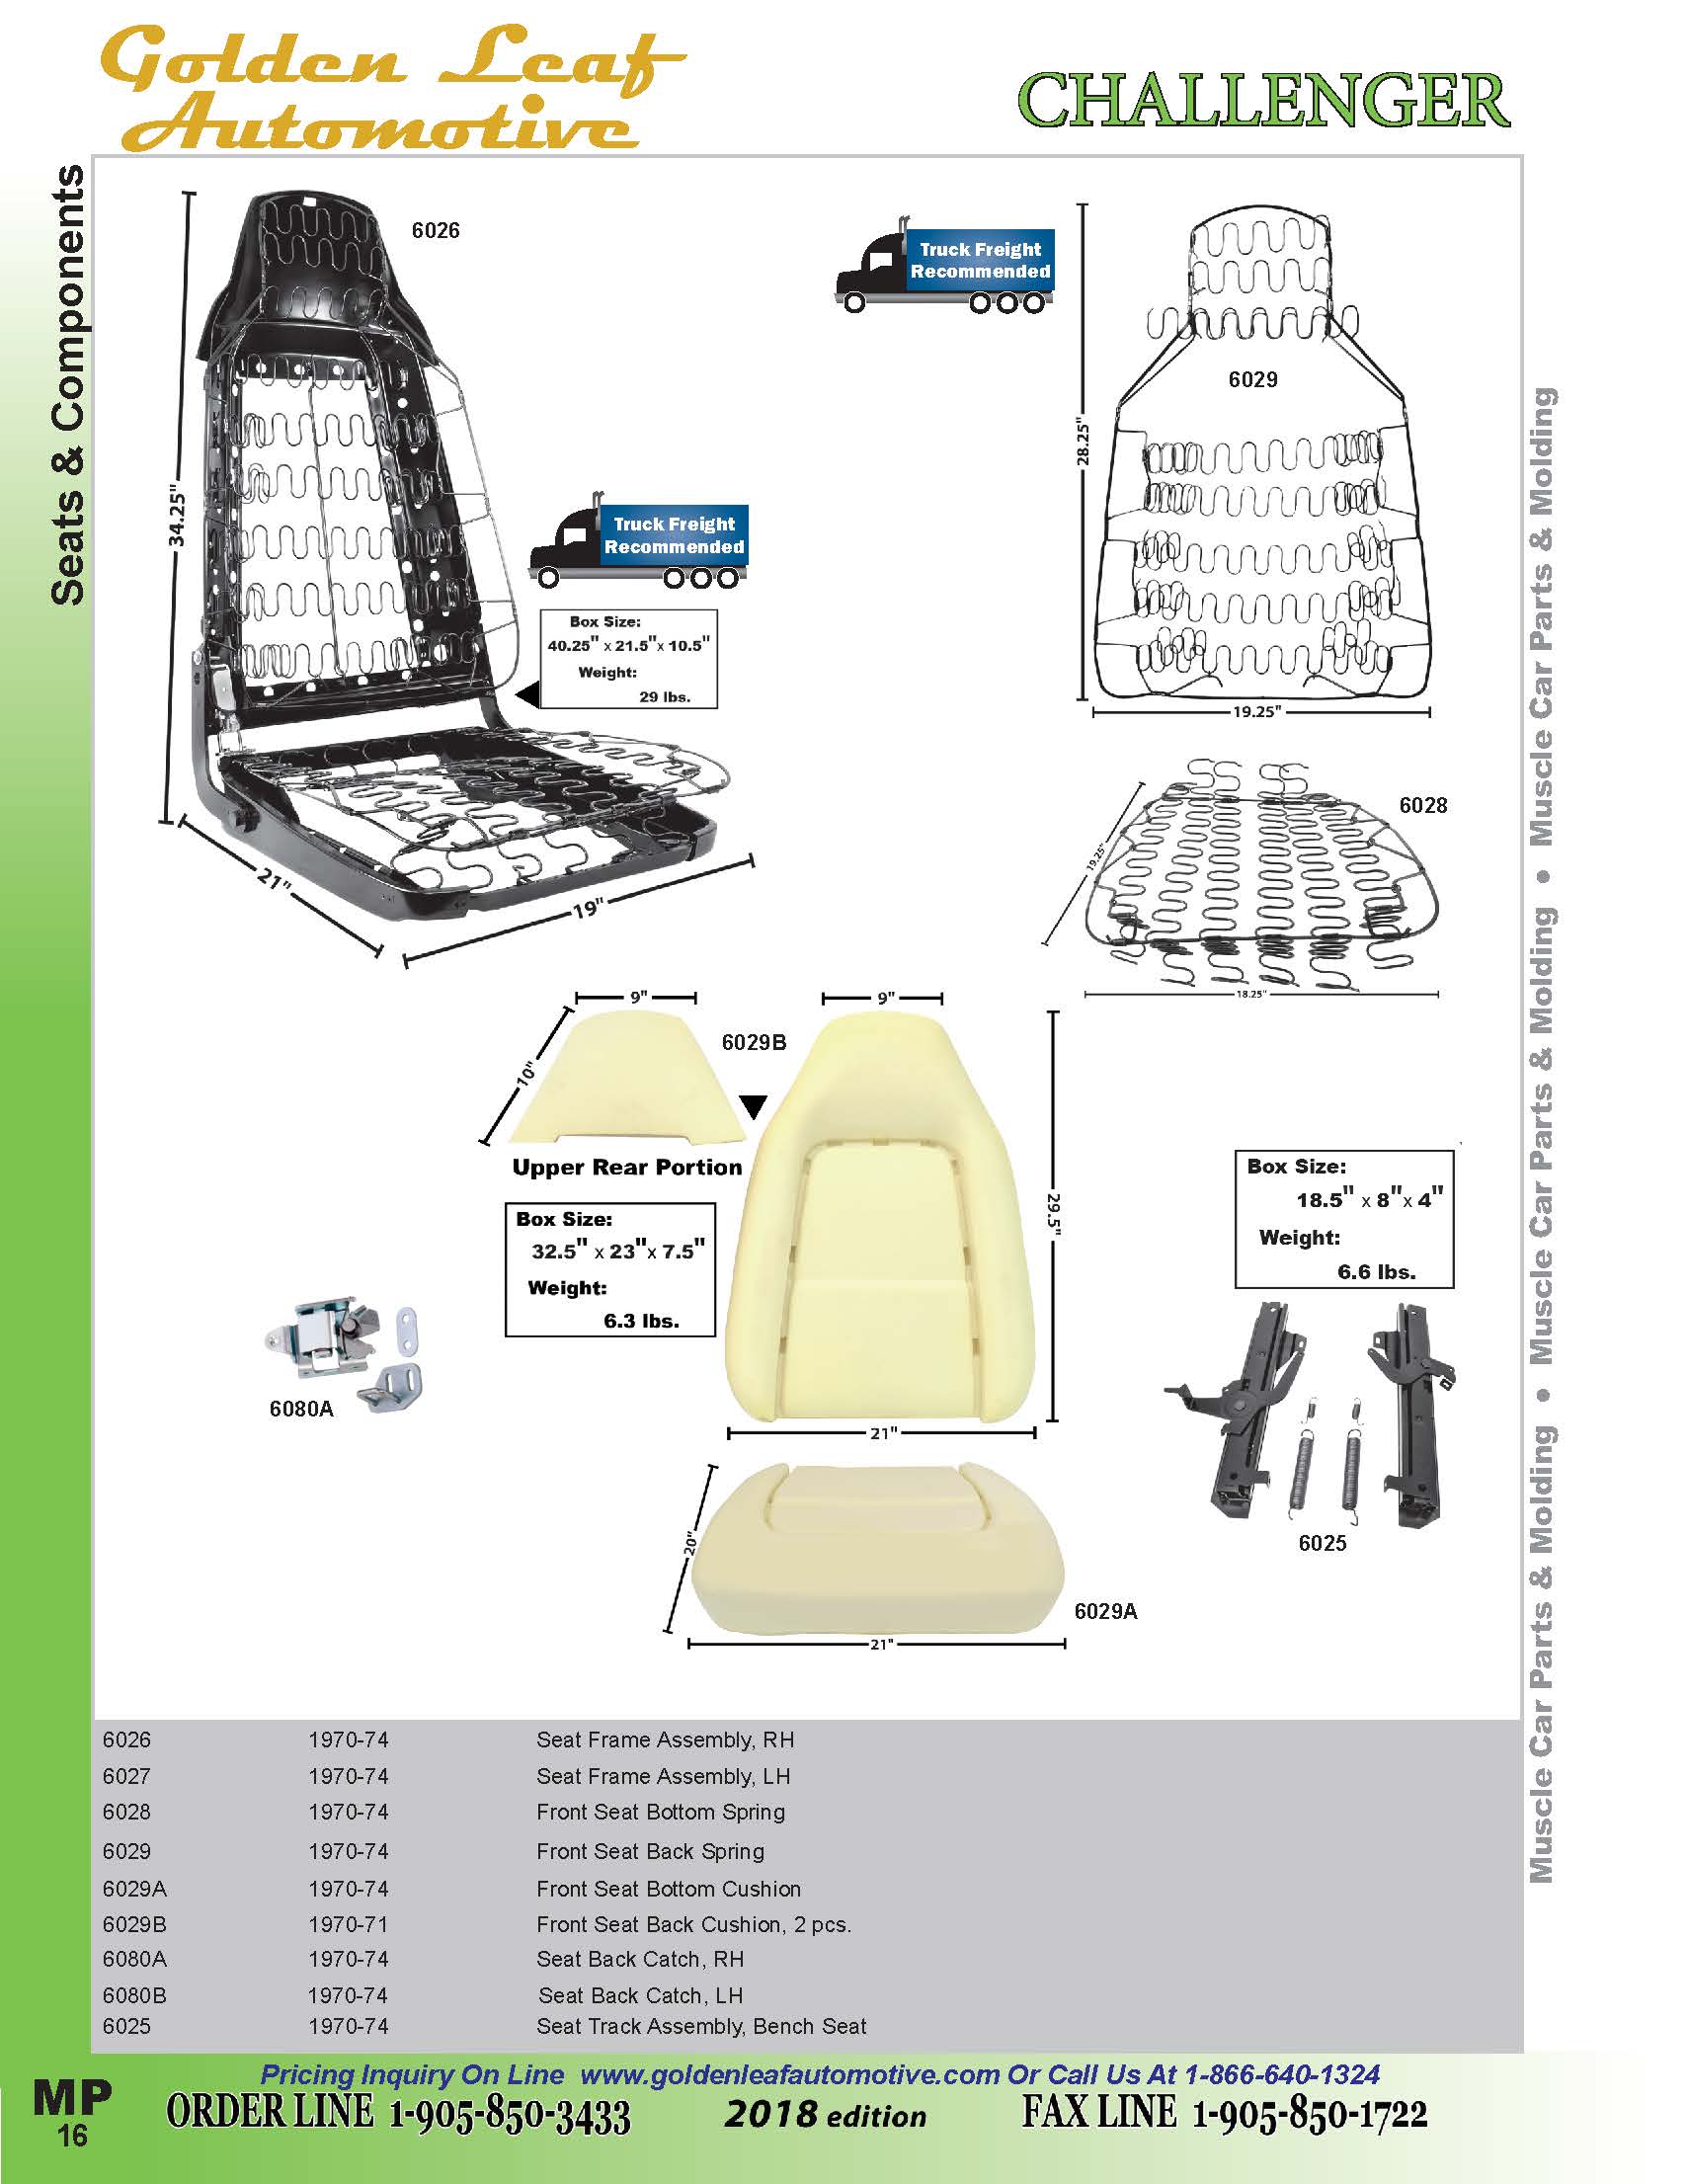 Golden Leaf
Automotive
CHALLENGER
Seats & Components
6026
34.25"
21"
19"
Truck Freight
Recommended
Box Size:
40.25" x 21.5" x 10.5"
Weight:
29 lbs.
Truck Freight
Recommended
28.25"
6029
19.25"
6028
19.25"
18.25"
9"
10"
6029B
Upper Rear Portion
9"
29.5"
21"
Box Size:
32.5" x 23" x 7.5"
Weight:
6.3 lbs.
Box Size:
18.5" x 8" x 4"
Weight:
6.6 lbs.
6080A
6025
20"
6029A
21"
6026 1970-74 Seat Frame Assembly, RH
6027 1970-74 Seat Frame Assembly, LH
6028 1970-74 Front Seat Bottom Spring
6029 1970-74 Front Seat Back Spring
6029A 1970-74 Front Seat Bottom Cushion
6029B 1970-71 Front Seat Back Cushion, 2 pcs.
6080A 1970-74 Seat Back Catch, RH
6080B 1970-74 Seat Back Catch, LH
6025 1970-74 Seat Track Assembly, Bench Seat
Muscle Car Parts & Molding • Muscle Car Parts & Molding • Muscle Car Parts & Molding
Pricing Inquiry On Line www.goldenleafautomotive.com Or Call Us At 1-866-640-1324
MP
16
ORDER LINE 1-905-850-3433 2018 edition FAX LINE 1-905-850-1722